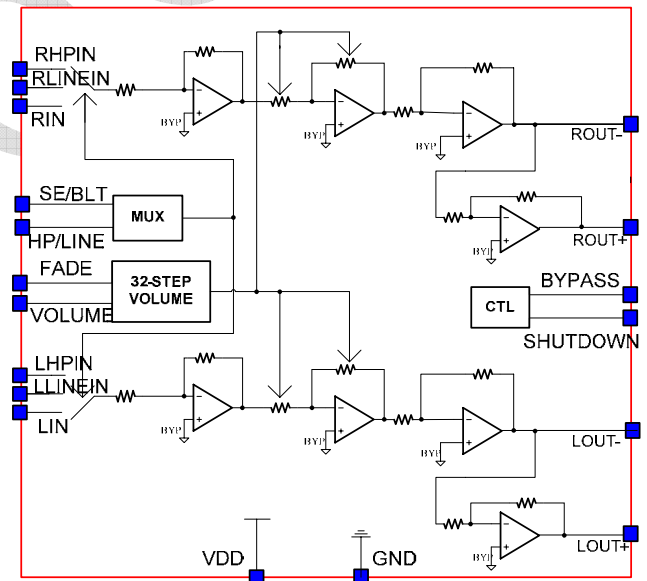 RHPIN
RLINEIN
RIN
BYP
BYP
BYP
ROUT-
SE/BLT
MUX
HP/LINE
BYP
ROUT+
FADE
32-STEP
VOLUME
VOLUME
CTL
BYPASS
SHUTDOWN
LHPIN
LLINEIN
LIN
BYP
BYP
BYP
LOUT-
VDD
GND
BYP
LOUT+